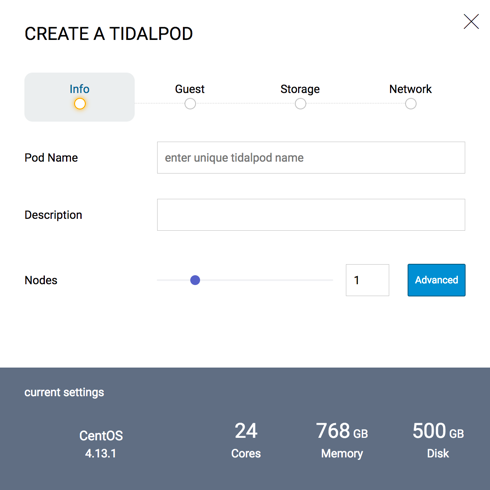 CREATE A TIDALPOD
Info Guest Storage Network
Pod Name enter unique tidalpod name
Description
Nodes 1 Advanced
current settings
CentOS 24 768 GB 500 GB
4.13.1 Cores Memory Disk